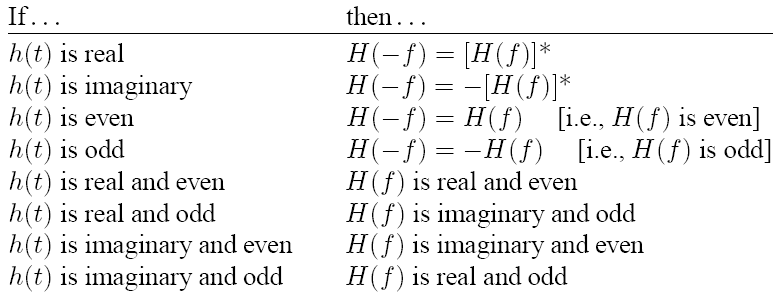 If… then…
h(t) is real H(−f) = [H(f)]*
h(t) is imaginary H(−f) = −[H(f)]*
h(t) is even H(−f) = H(f) [i.e., H(f) is even]
h(t) is odd H(−f) = −H(f) [i.e., H(f) is odd]
h(t) is real and even H(f) is real and even
h(t) is real and odd H(f) is imaginary and odd
h(t) is imaginary and even H(f) is imaginary and even
h(t) is imaginary and odd H(f) is real and odd